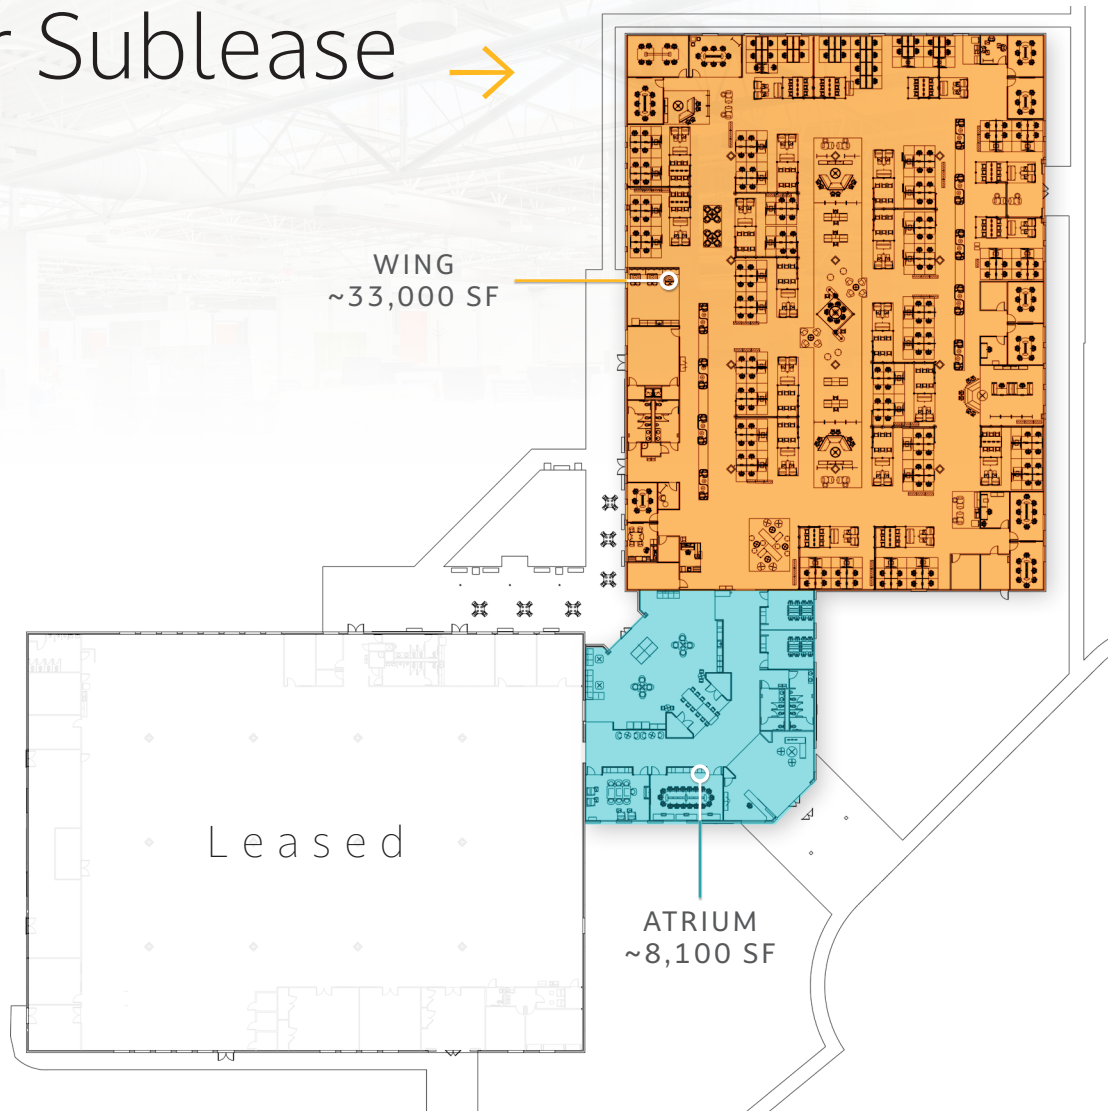 r Sublease
WING
~33,000 SF
Leased
ATRIUM
~8,100 SF